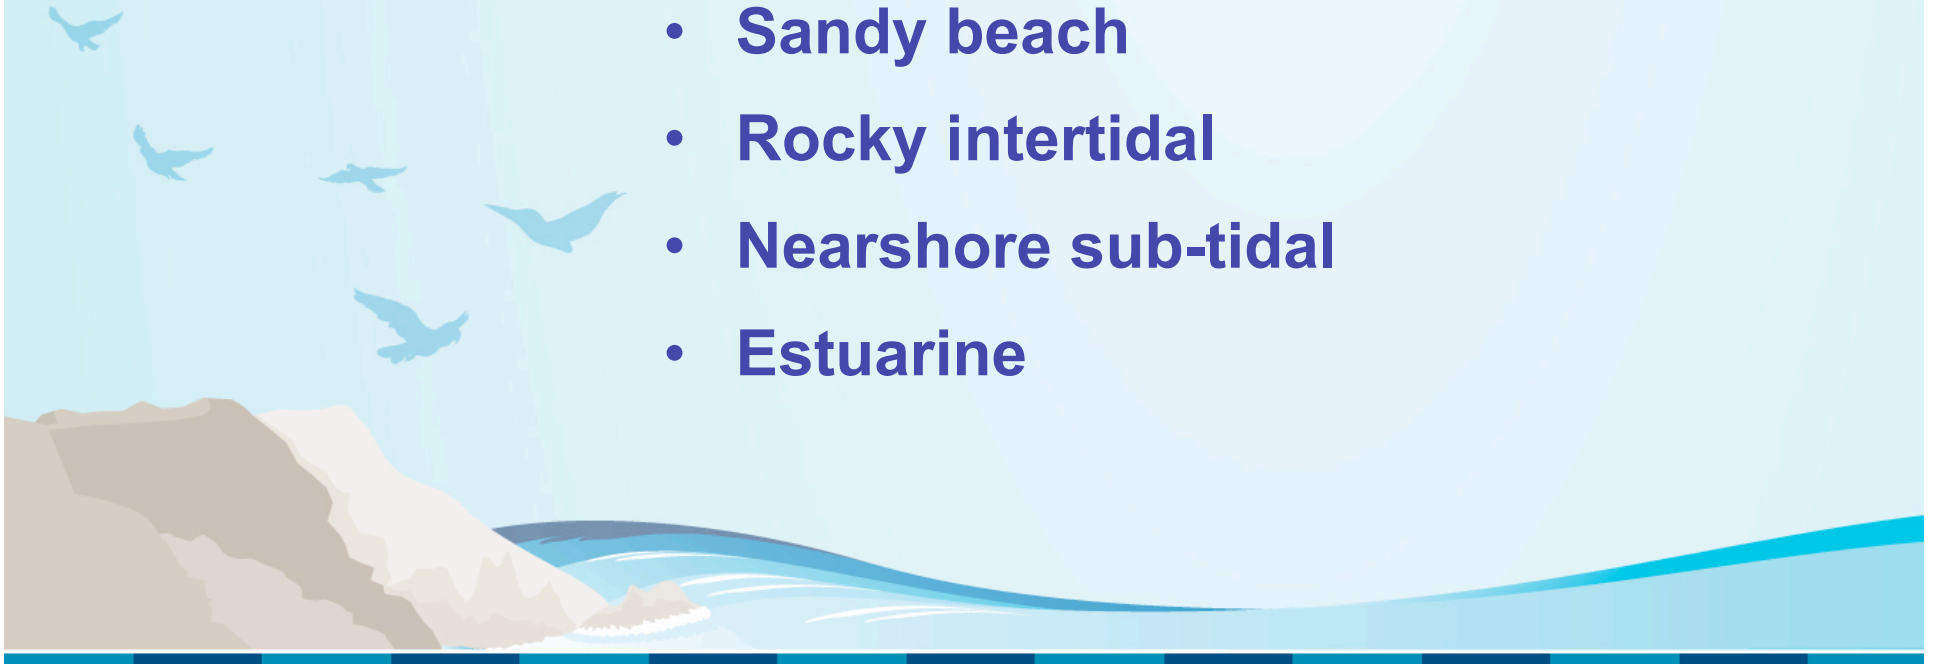 • Sandy beach
• Rocky intertidal
• Nearshore sub-tidal
• Estuarine